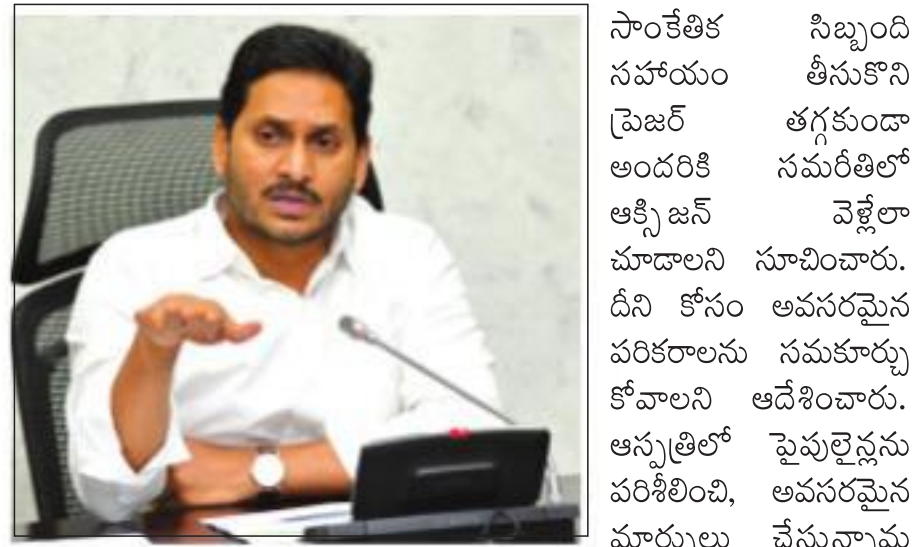 సాంకేతిక సిబ్బంది
సహాయం తీసుకొని
ప్రెజర్ తగ్గకుండా
అందరికి సమరీతిలో
ఆక్సిజన్ వెళ్లేలా
చూడాలని సూచించారు.
దీని కోసం అవసరమైన
పరికరాలను సమకూర్చు
కోవాలని ఆదేశించారు.
ఆస్పత్రిలో పైపులైన్లను
పరిశీలించి, అవసరమైన
మార్పులు చేస్తున్నామ